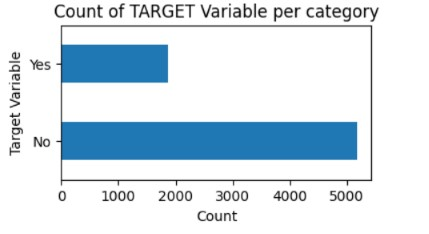 Count of TARGET Variable per category
Target Variable
Yes
No
0 1000 2000 3000 4000 5000
Count